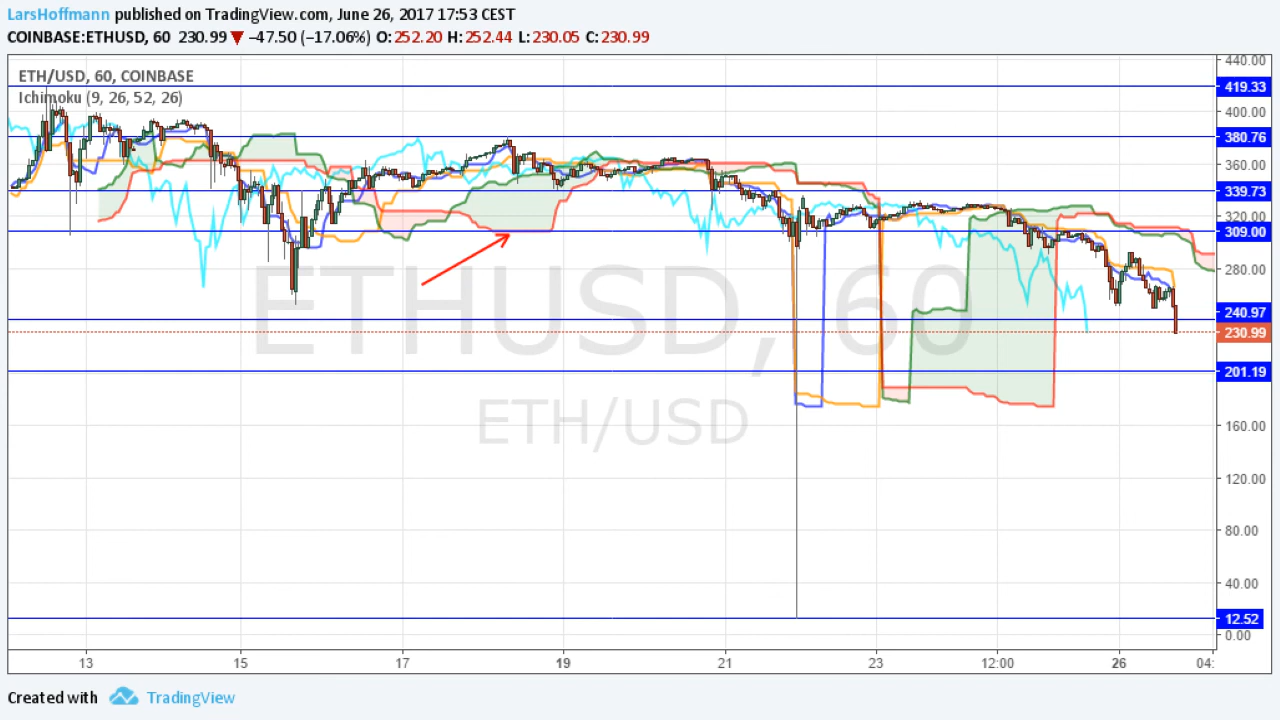 LarsHoffmann published on TradingView.com, June 26, 2017 17:53 CEST
COINBASE:ETHUSD, 60 230.99 ▼ −47.50 (−17.06%) O:252.20 H:252.44 L:230.05 C:230.99
ETH/USD, 60, COINBASE
Ichimoku (9, 26, 52, 26)
ETHUSD, 60
ETH/USD
440.00
419.33
400.00
380.76
360.00
339.73
320.00
309.00
280.00
240.97
230.99
201.19
160.00
120.00
80.00
40.00
12.52
0.00
13 15 17 19 21 23 12:00 26 04:
Created with TradingView